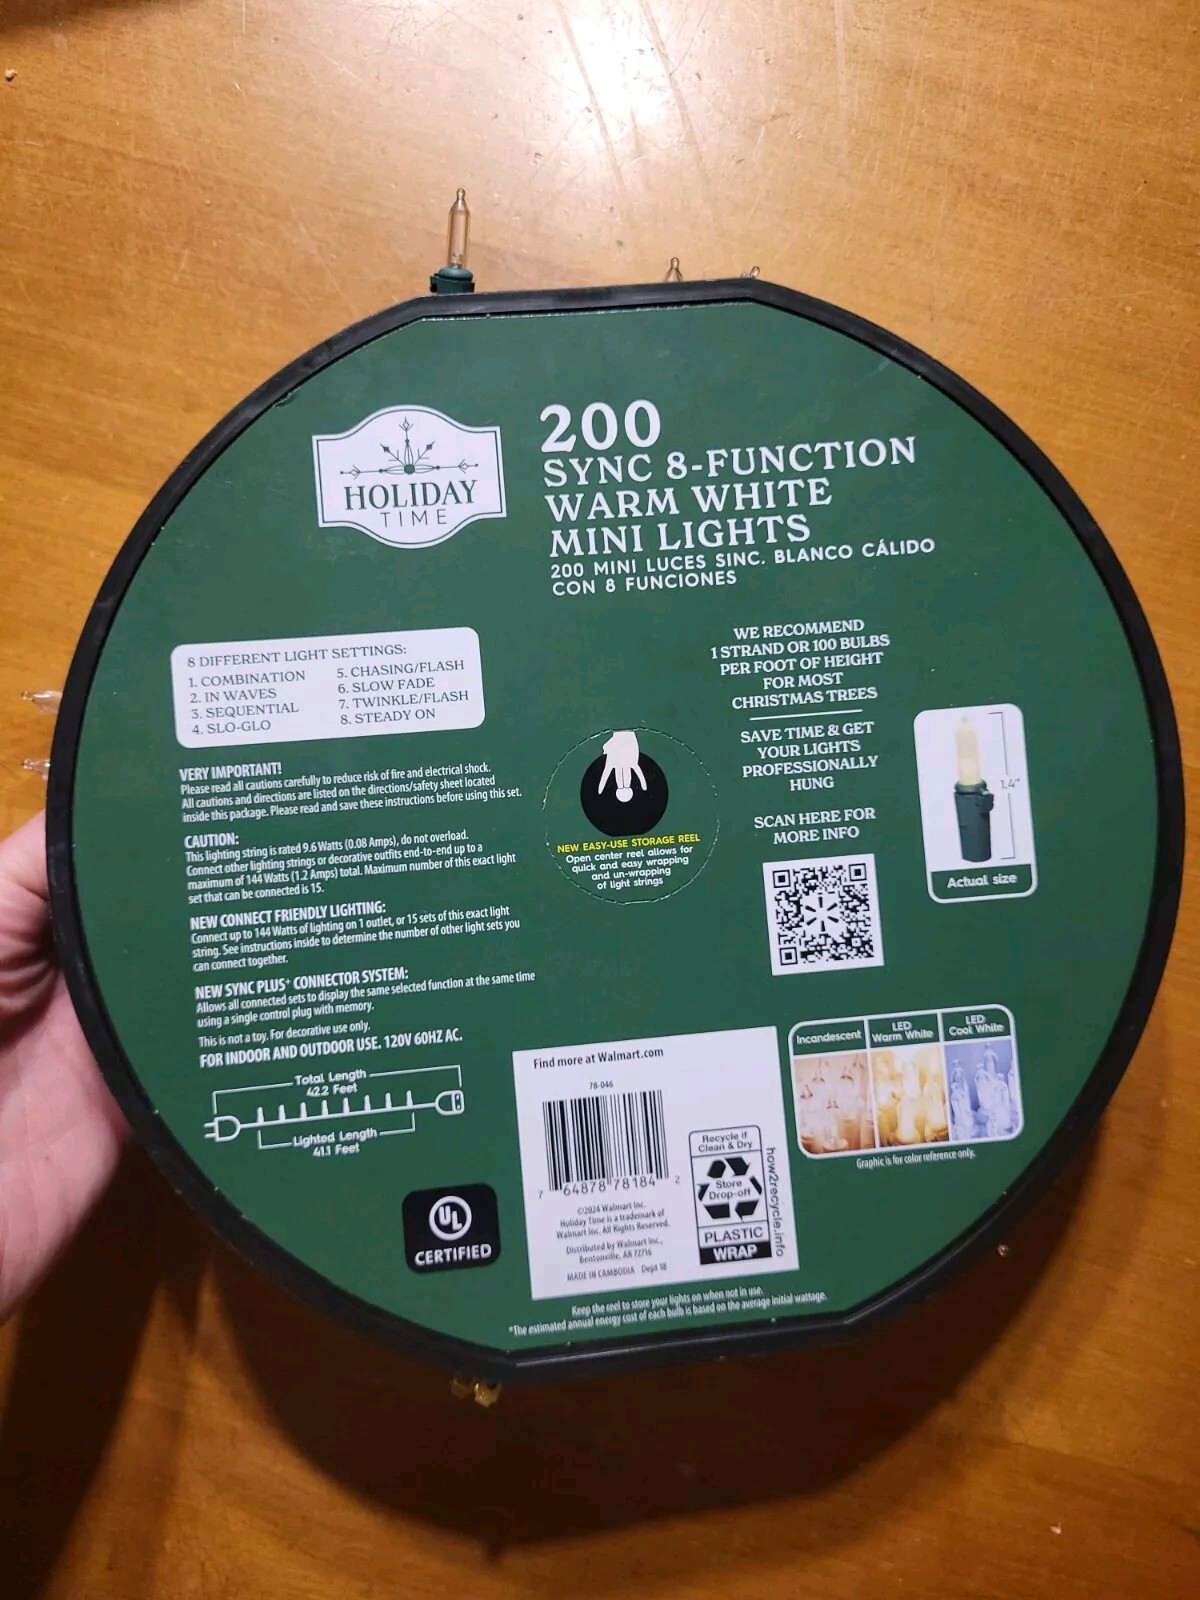 HOLIDAY
TIME
200
SYNC 8-FUNCTION
WARM WHITE
MINI LIGHTS
200 MINI LUCES SINC. BLANCO CÁLIDO
CON 8 FUNCIONES
8 DIFFERENT LIGHT SETTINGS:
1. COMBINATION
2. IN WAVES
3. SEQUENTIAL
4. SLO-GLO
5. CHASING/FLASH
6. SLOW FADE
7. TWINKLE/FLASH
8. STEADY ON
VERY IMPORTANT!
Please read all cautions carefully to reduce risk of fire and electrical shock.
All cautions and directions are listed on the directions/safety sheet located
inside this package. Please read and save these instructions before using this set.
CAUTION:
This lighting string is rated 9.6 Watts (0.08 Amps), do not overload.
Connect other lighting strings or decorative outfits end-to-end up to a
maximum of 144 Watts (1.2 Amps) total. Maximum number of this exact light
set that can be connected is 15.
NEW CONNECT FRIENDLY LIGHTING:
Connect up to 144 Watts of lighting on 1 outlet, or 15 sets of this exact light
string. See instructions inside to determine the number of other light sets you
can connect together.
NEW SYNC PLUS+ CONNECTOR SYSTEM:
Allows all connected sets to display the same selected function at the same time
using a single control plug with memory.
This is not a toy. For decorative use only.
FOR INDOOR AND OUTDOOR USE. 120V 60HZ AC.
Total Length
42.2 Feet
Lighted Length
41.1 Feet
UL
CERTIFIED
NEW EASY-USE STORAGE REEL
Open center reel allows for
quick and easy wrapping
and un-wrapping
of light strings
WE RECOMMEND
1 STRAND OR 100 BULBS
PER FOOT OF HEIGHT
FOR MOST
CHRISTMAS TREES
SAVE TIME & GET
YOUR LIGHTS
PROFESSIONALLY
HUNG
SCAN HERE FOR
MORE INFO
1.4"
Actual size
Incandescent
LED
Warm White
LED
Cool White
Graphic is for color reference only.
Find more at Walmart.com
78-046
7 64878 78184 2
©2024 Walmart Inc.
Holiday Time is a trademark of
Walmart Inc. All Rights Reserved.
Distributed by Walmart Inc.,
Bentonville, AR 72716
MADE IN CAMBODIA Dept 18
Recycle if
Clean & Dry
Store
Drop-off
PLASTIC
WRAP
how2recycle.info
Keep the reel to store your lights on when not in use.
*The estimated annual energy cost of each bulb is based on the average initial wattage.